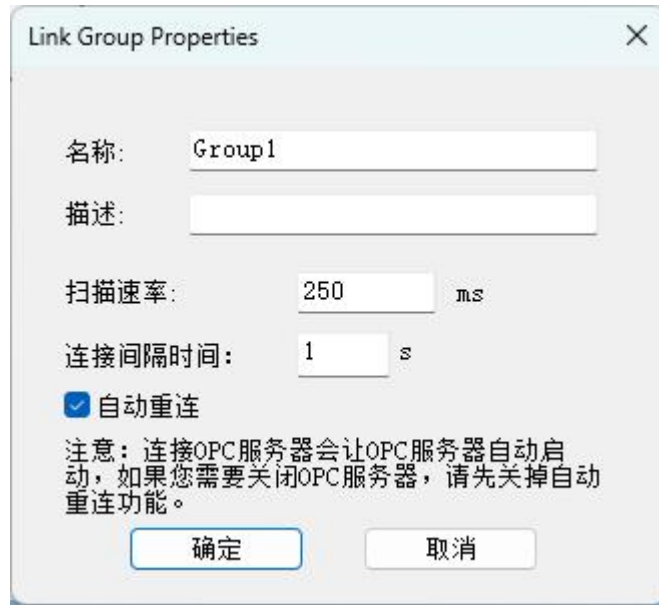 Link Group Properties
名称: Group1
描述:
扫描速率: 250 ms
连接间隔时间: 1 s
自动重连
注意: 连接OPC服务器会让OPC服务器自动启
动，如果您需要关闭OPC服务器，请先关掉自动
重连功能。
确定 取消